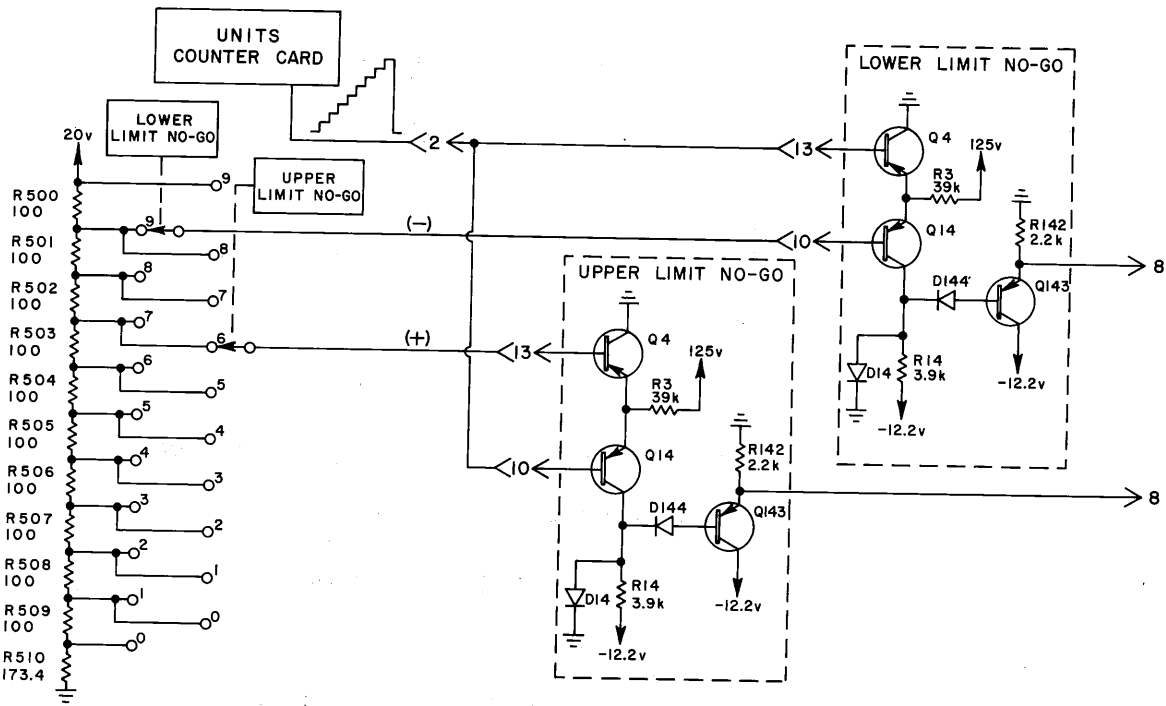 UNITS
COUNTER CARD
LOWER LIMIT NO-GO
LOWER
LIMIT NO-GO
20v
2
13
Q4
125v
UPPER
LIMIT NO-GO
R3
39k
9
R500
100
R142
2.2k
9
(-)
10
Q14
R501
100
8
UPPER LIMIT NO-GO
8
8
D144
Q143
R502
100
7
7
R503
100
6
(+)
13
Q4
125v
D14
R14
3.9k
-12.2v
6
R3
39k
R504
100
5
-12.2v
5
R505
100
4
Q14
R142
2.2k
4
10
R506
100
3
8
3
D144
Q143
R507
100
2
2
R508
100
1
D14
R14
3.9k
-12.2v
1
R509
100
0
-12.2v
0
R510
173.4